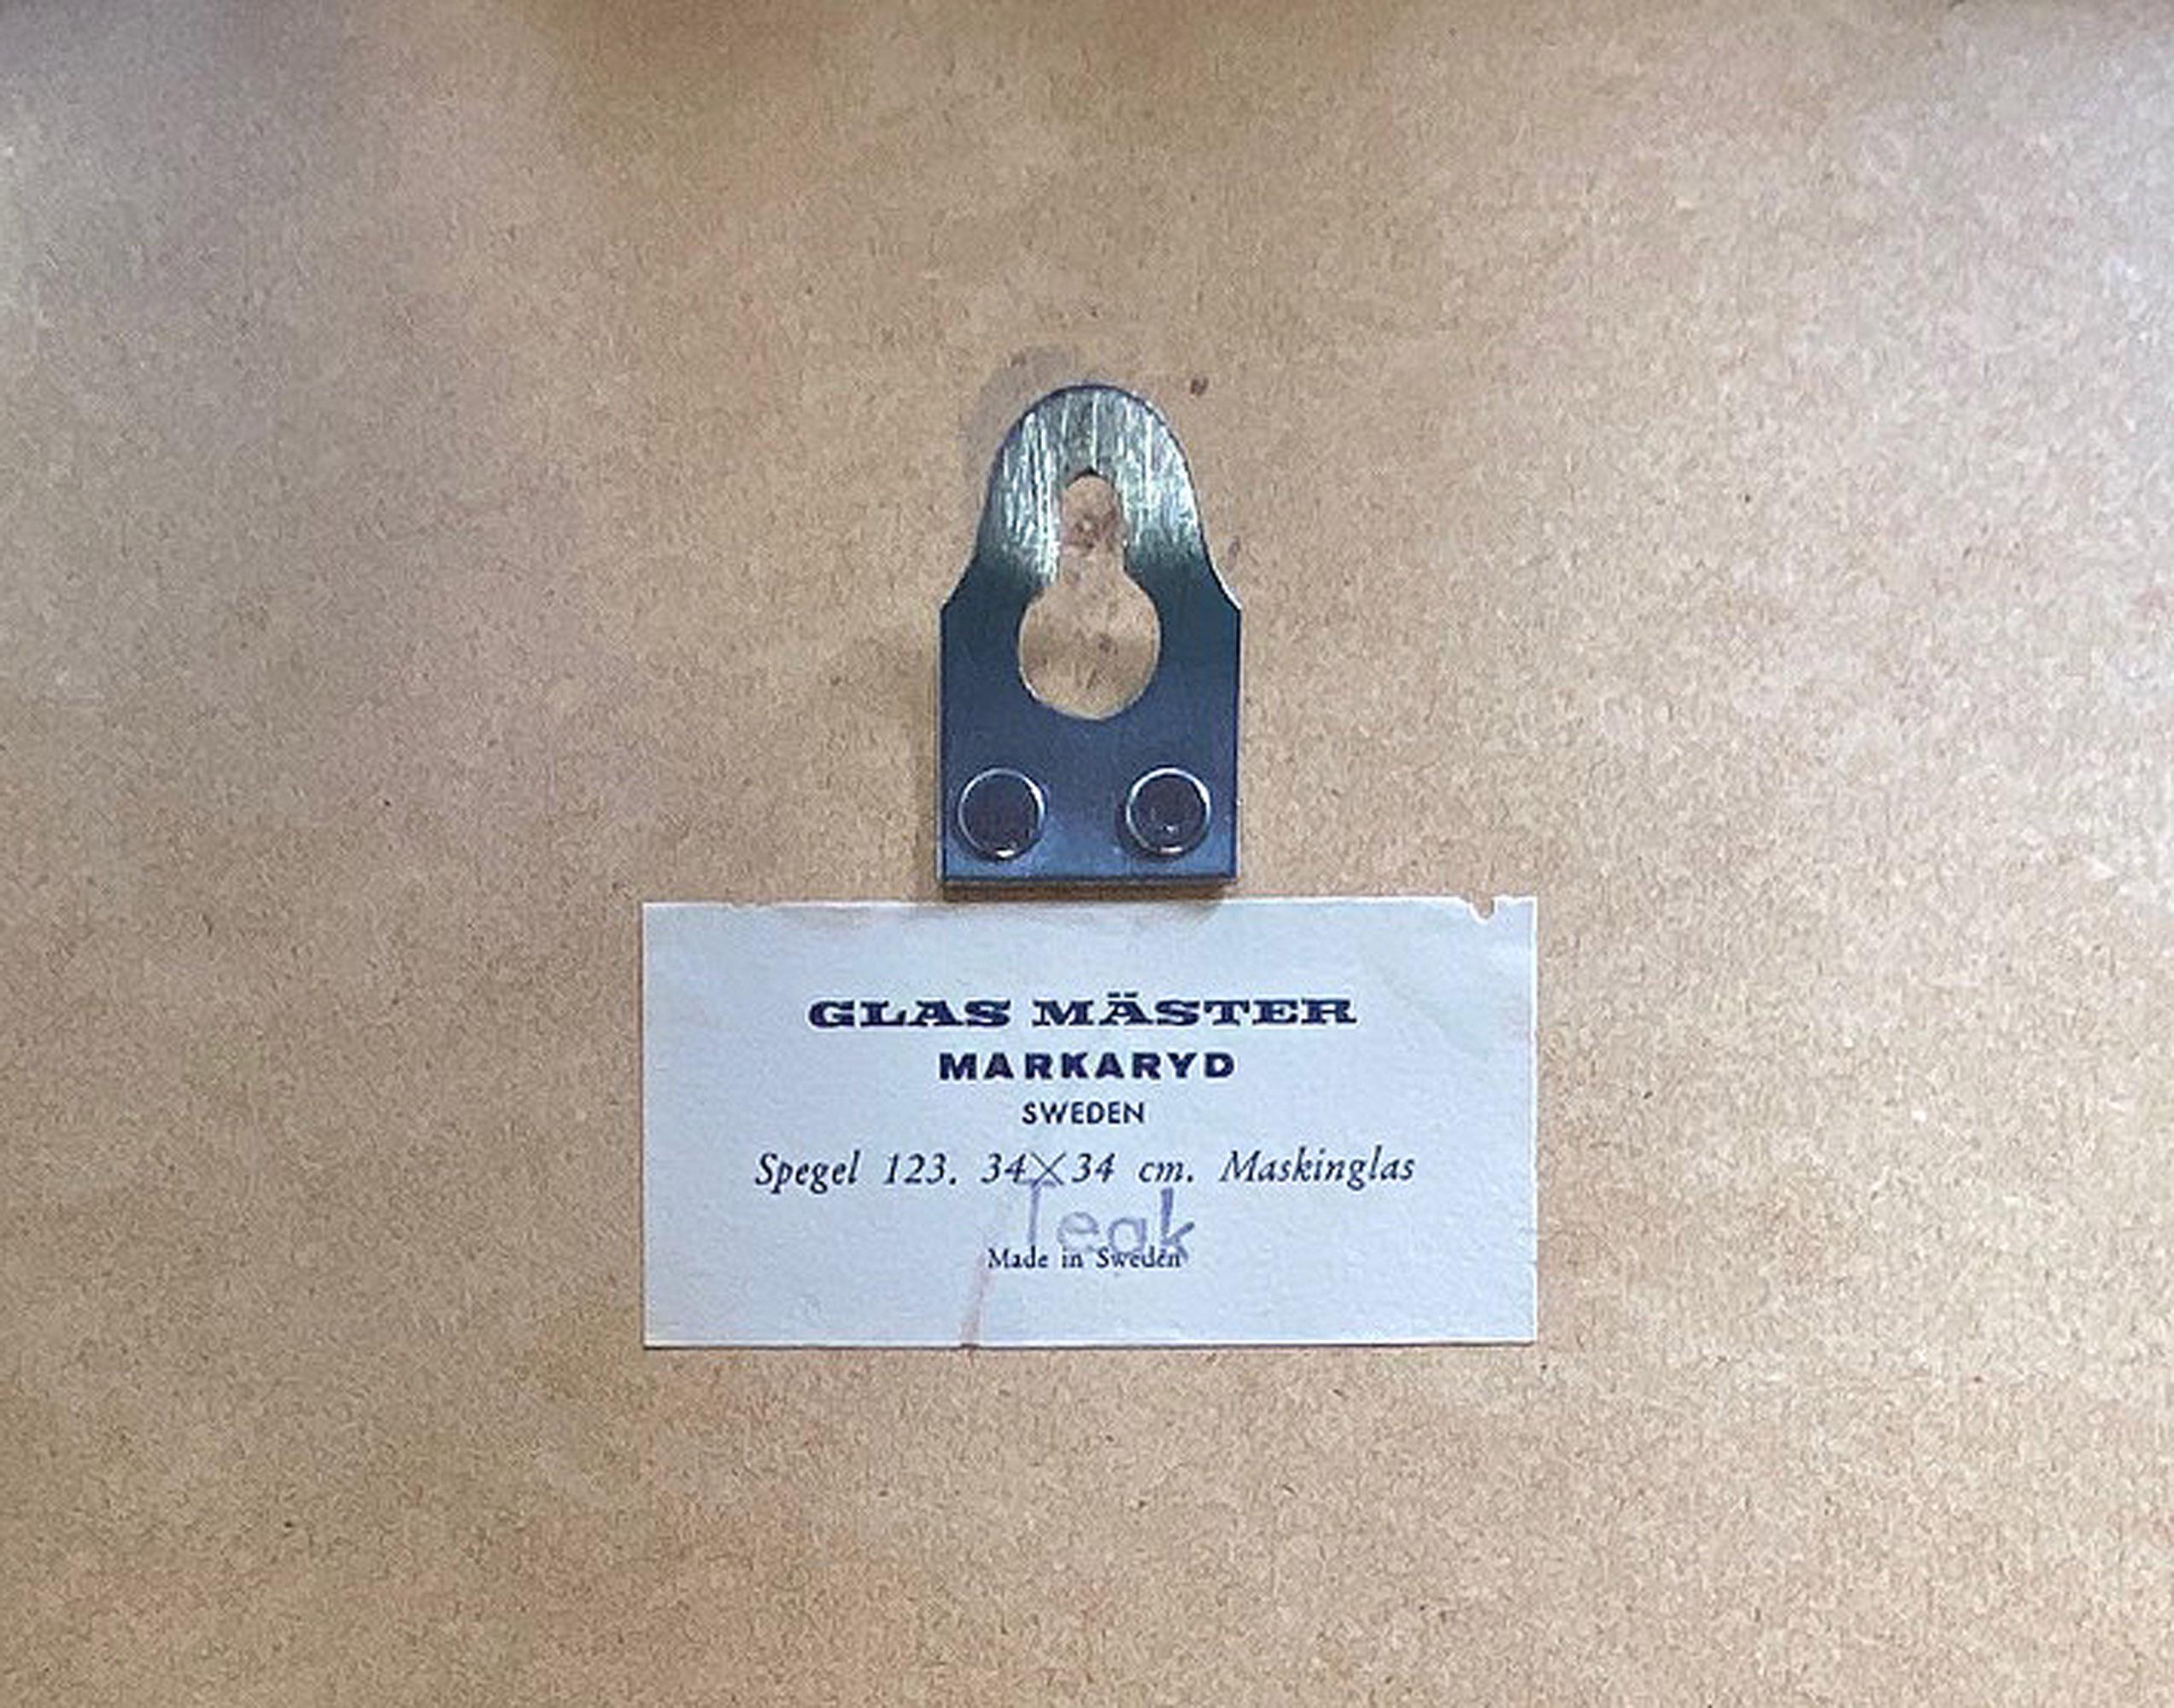 GLAS MÄSTER
MARKARYD
SWEDEN
Spegel 123. 34×34 cm. Maskinglas
Teak
Made in Sweden